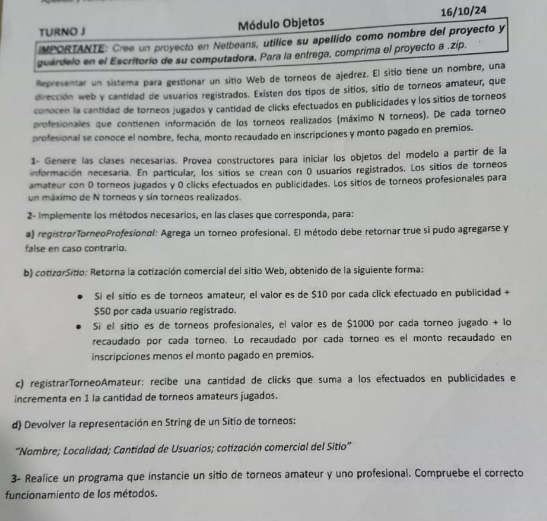 16/10/24
TURNO J
Módulo Objetos
IMPORTANTE: Cree un proyecto en Netbeans, utilice su apellido como nombre del proyecto y
guárdelo en el Escritorio de su computadora. Para la entrega, comprima el proyecto a .zip.
Representar un sistema para gestionar un sitio Web de torneos de ajedrez. El sitio tiene un nombre, una
dirección web y cantidad de usuarios registrados. Existen dos tipos de sitios, sitio de torneos amateur, que
conocen la cantidad de torneos jugados y cantidad de clicks efectuados en publicidades y los sitios de torneos
profesionales que contienen información de los torneos realizados (máximo N torneos). De cada torneo
profesional se conoce el nombre, fecha, monto recaudado en inscripciones y monto pagado en premios.
1- Genere las clases necesarias. Provea constructores para iniciar los objetos del modelo a partir de la
información necesaria. En particular, los sitios se crean con 0 usuarios registrados. Los sitios de torneos
amateur con 0 torneos jugados y 0 clicks efectuados en publicidades. Los sitios de torneos profesionales para
un máximo de N torneos y sin torneos realizados.
2- Implemente los métodos necesarios, en las clases que corresponda, para:
a) registrarTorneoProfesional: Agrega un torneo profesional. El método debe retornar true si pudo agregarse y
false en caso contrario.
b) cotizarSitio: Retorna la cotización comercial del sitio Web, obtenido de la siguiente forma:
• Si el sitio es de torneos amateur, el valor es de $10 por cada click efectuado en publicidad +
$50 por cada usuario registrado.
• Si el sitio es de torneos profesionales, el valor es de $1000 por cada torneo jugado + lo
recaudado por cada torneo. Lo recaudado por cada torneo es el monto recaudado en
inscripciones menos el monto pagado en premios.
c) registrarTorneoAmateur: recibe una cantidad de clicks que suma a los efectuados en publicidades e
incrementa en 1 la cantidad de torneos amateurs jugados.
d) Devolver la representación en String de un Sitio de torneos:
"Nombre; Localidad; Cantidad de Usuarios; cotización comercial del Sitio"
3- Realice un programa que instancie un sitio de torneos amateur y uno profesional. Compruebe el correcto
funcionamiento de los métodos.